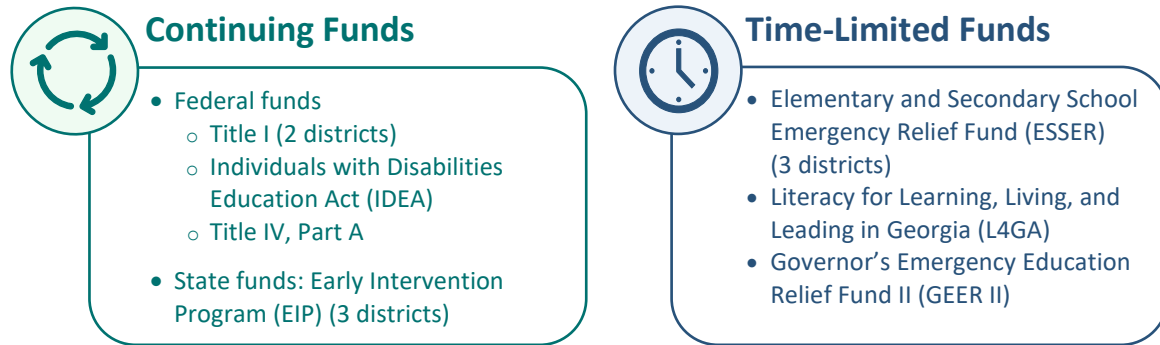 Continuing Funds
• Federal funds
o Title I (2 districts)
o Individuals with Disabilities
Education Act (IDEA)
o Title IV, Part A
• State funds: Early Intervention
Program (EIP) (3 districts)
Time-Limited Funds
• Elementary and Secondary School
Emergency Relief Fund (ESSER)
(3 districts)
• Literacy for Learning, Living, and
Leading in Georgia (L4GA)
• Governor’s Emergency Education
Relief Fund II (GEER II)